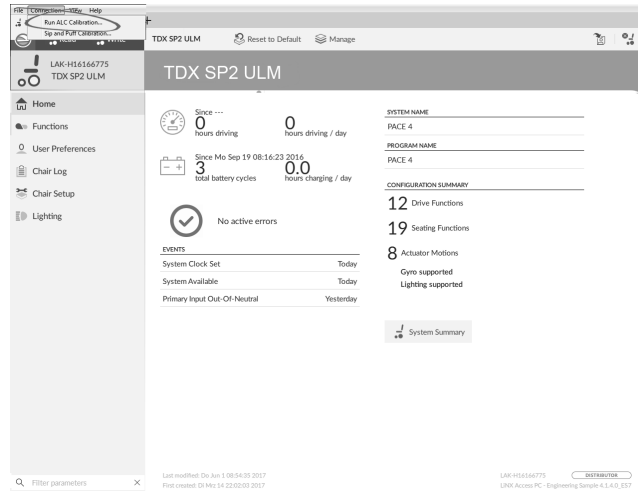 File Connection View Help
Run ALC Calibration...
Sip and Puff Calibration...
Read Write
TDX SP2 ULM
Reset to Default
Manage
LAK-H16166775
TDX SP2 ULM
TDX SP2 ULM
Home
Functions
User Preferences
Chair Log
Chair Setup
Lighting
Filter parameters
Since ---
0
hours driving
0
hours driving / day
Since Mo Sep 19 08:16:23 2016
3
total battery cycles
0.0
hours charging / day
No active errors
EVENTS
System Clock Set Today
System Available Today
Primary Input Out-Of-Neutral Yesterday
SYSTEM NAME
PACE 4
PROGRAM NAME
PACE 4
CONFIGURATION SUMMARY
12 Drive Functions
19 Seating Functions
8 Actuator Motions
Gyro supported
Lighting supported
System Summary
Last modified: Do Jun 1 08:54:35 2017
First created: Di Mrz 14 22:02:03 2017
LAK-H16166775 DISTRIBUTOR
LiNX Access PC - Engineering Sample 4.1.4.0_ES7